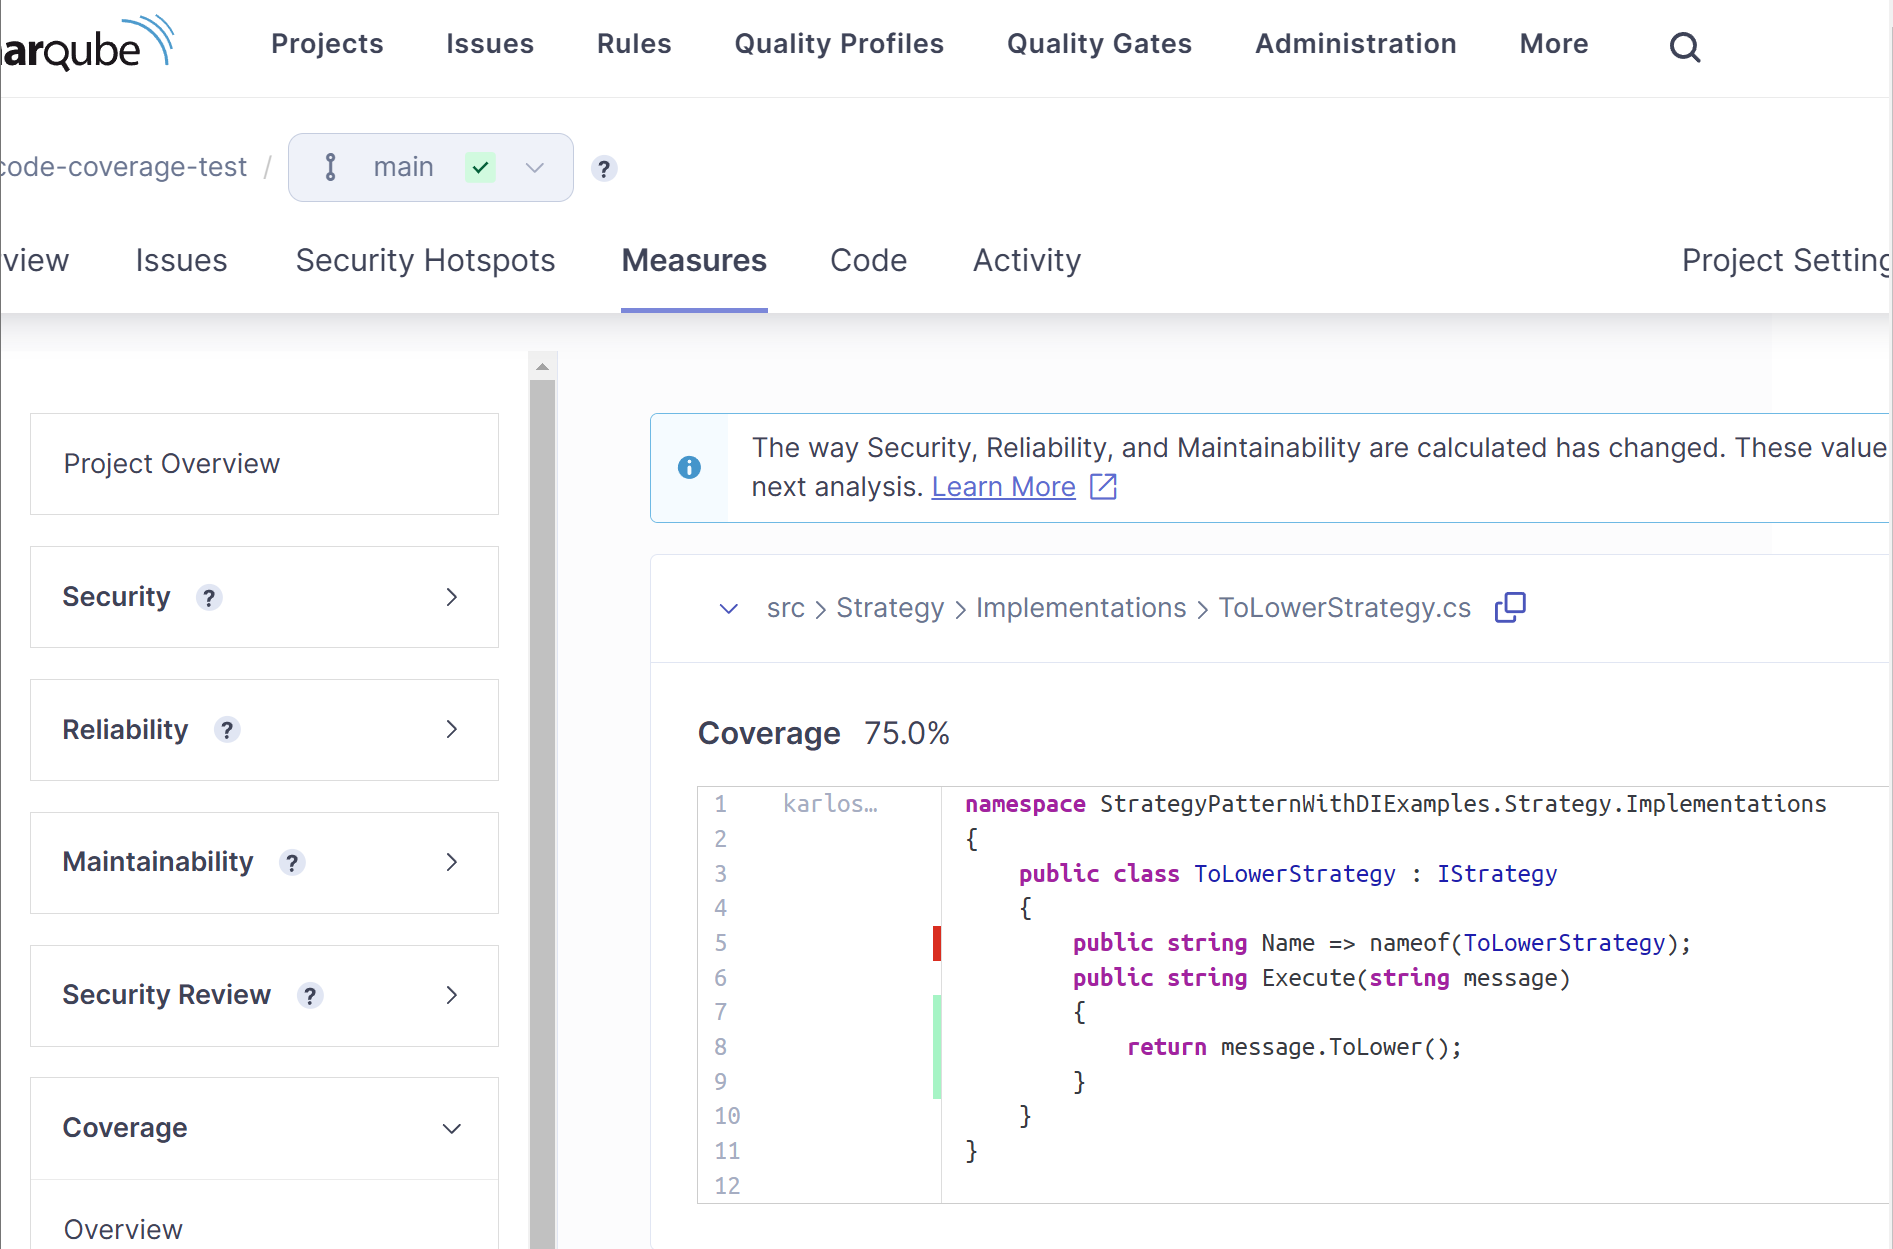 arqube
Projects Issues Rules Quality Profiles Quality Gates Administration More
code-coverage-test / main ?
view Issues Security Hotspots Measures Code Activity Project Setting
Project Overview
Security ?
Reliability ?
Maintainability ?
Security Review ?
Coverage
Overview
The way Security, Reliability, and Maintainability are calculated has changed. These value
next analysis. Learn More
src > Strategy > Implementations > ToLowerStrategy.cs
Coverage 75.0%
1 karlos… namespace StrategyPatternWithDIExamples.Strategy.Implementations
2 {
3 public class ToLowerStrategy : IStrategy
4 {
5 public string Name => nameof(ToLowerStrategy);
6 public string Execute(string message)
7 {
8 return message.ToLower();
9 }
10 }
11 }
12